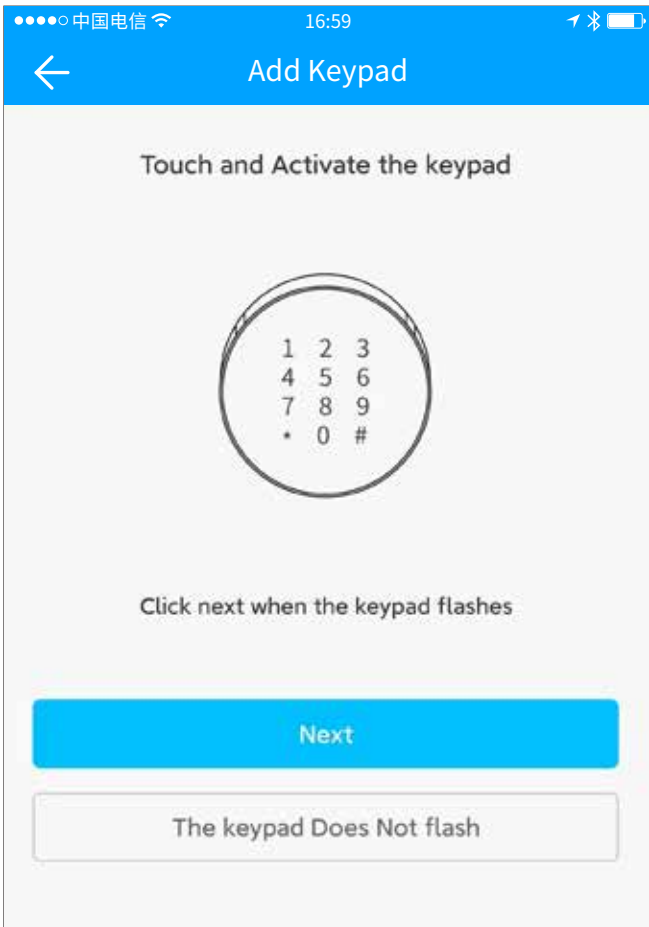 中国电信 16:59
Add Keypad
Touch and Activate the keypad
1 2 3
4 5 6
7 8 9
* 0 #
Click next when the keypad flashes
Next
The keypad Does Not flash